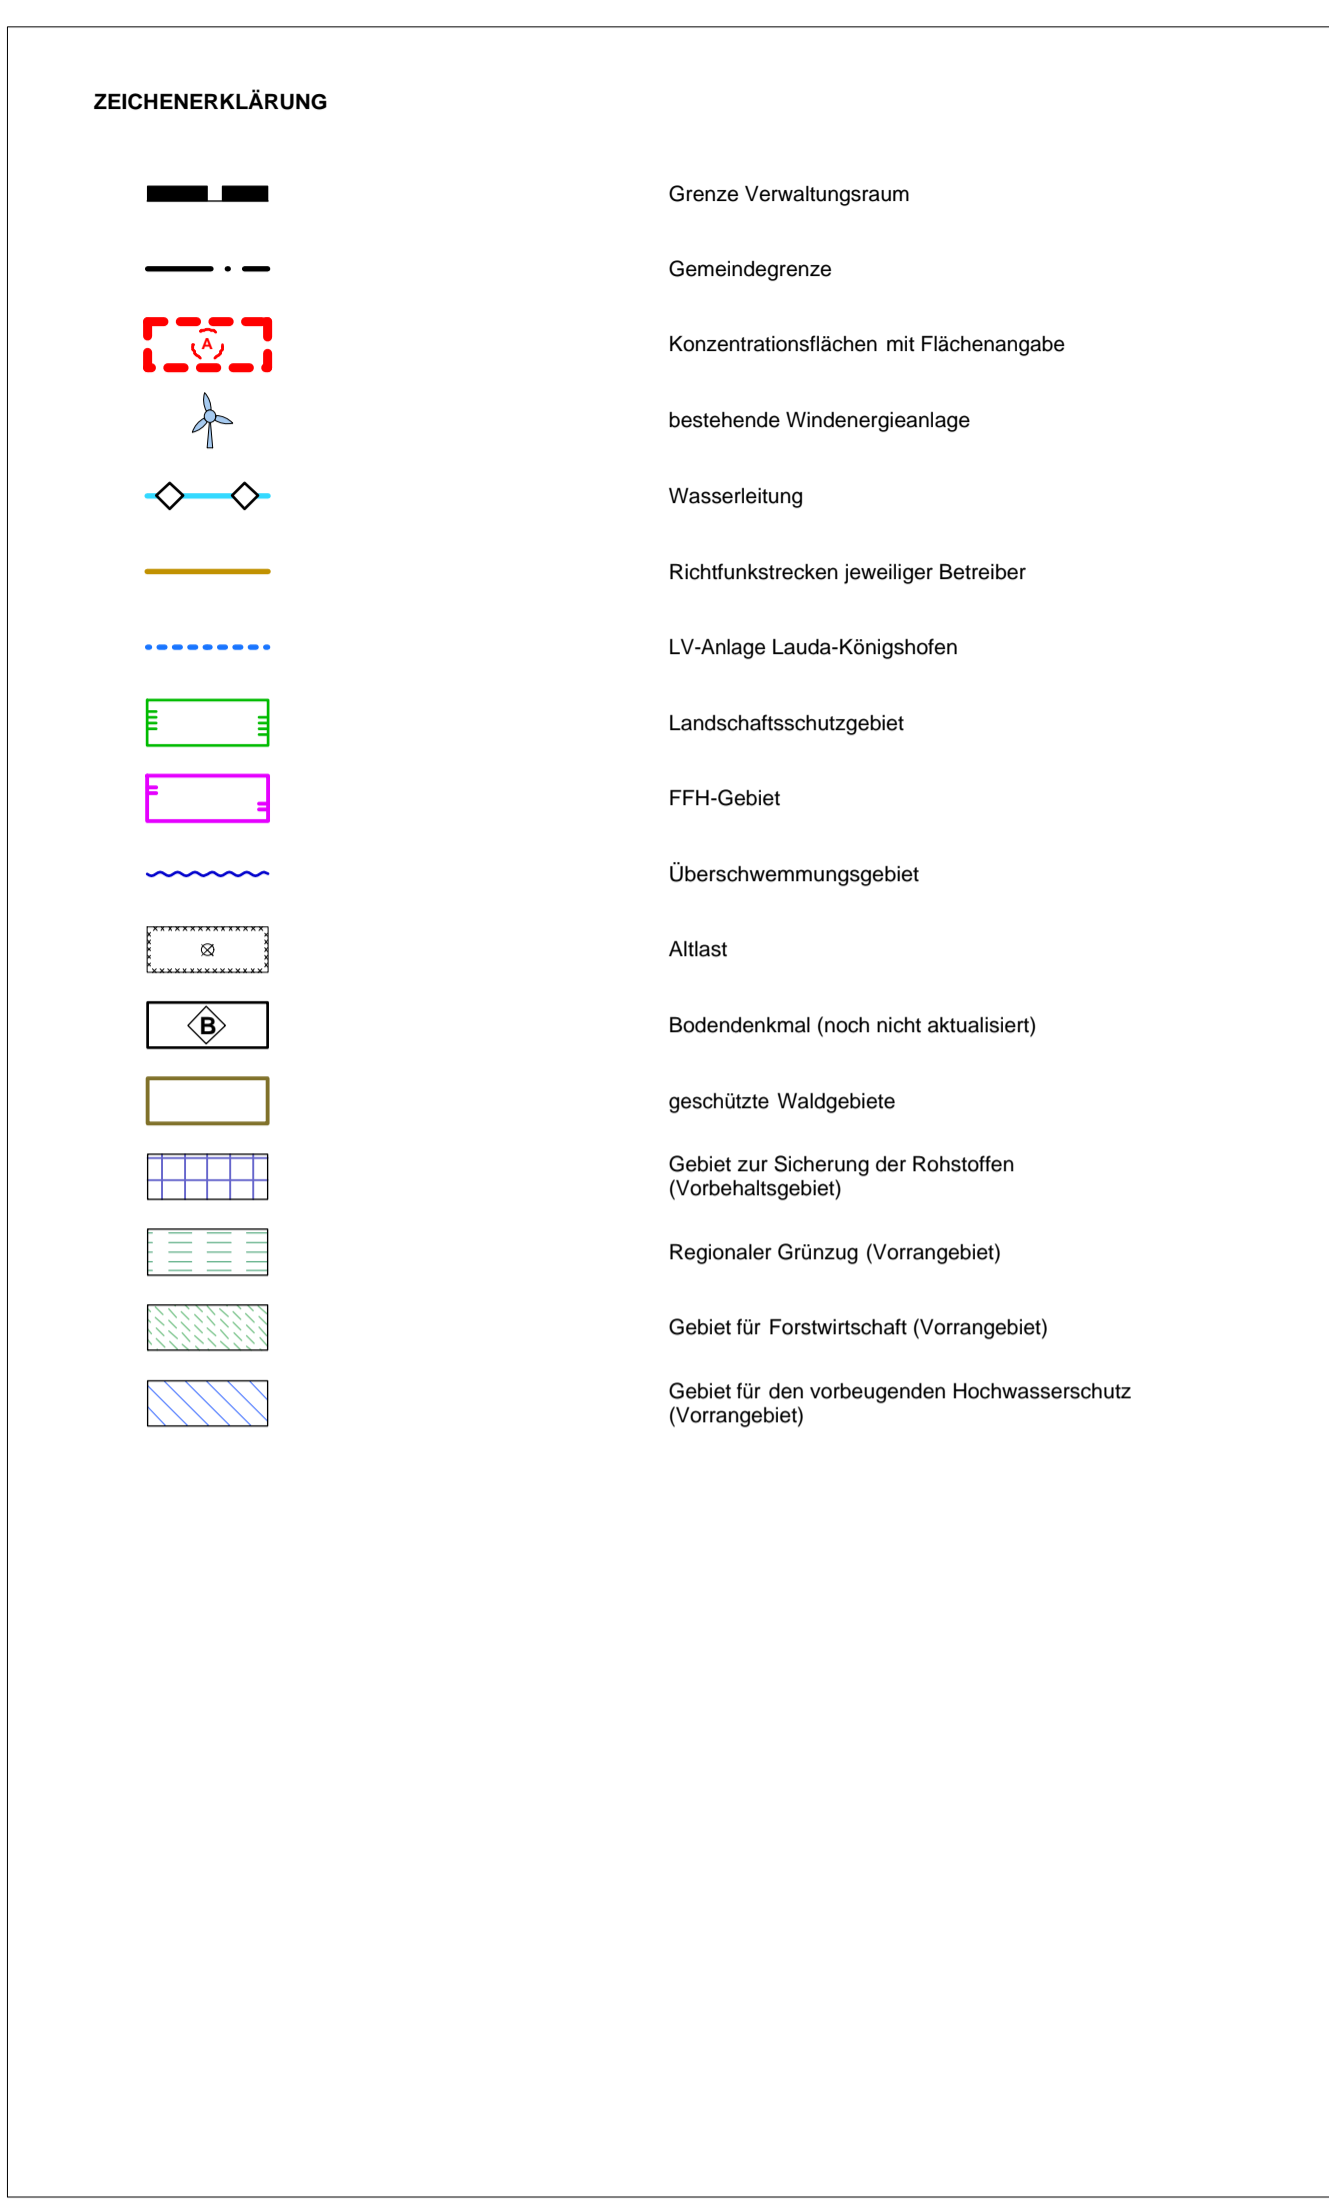 ZEICHENERKLÄRUNG
Grenze Verwaltungsraum
Gemeindegrenze
A
Konzentrationsflächen mit Flächenangabe
bestehende Windenergieanlage
Wasserleitung
Richtfunkstrecken jeweiliger Betreiber
LV-Anlage Lauda-Königshofen
Landschaftsschutzgebiet
FFH-Gebiet
Überschwemmungsgebiet
Altlast
B
Bodendenkmal (noch nicht aktualisiert)
geschützte Waldgebiete
Gebiet zur Sicherung der Rohstoffen
(Vorbehaltsgebiet)
Regionaler Grünzug (Vorrangebiet)
Gebiet für Forstwirtschaft (Vorrangebiet)
Gebiet für den vorbeugenden Hochwasserschutz
(Vorrangebiet)